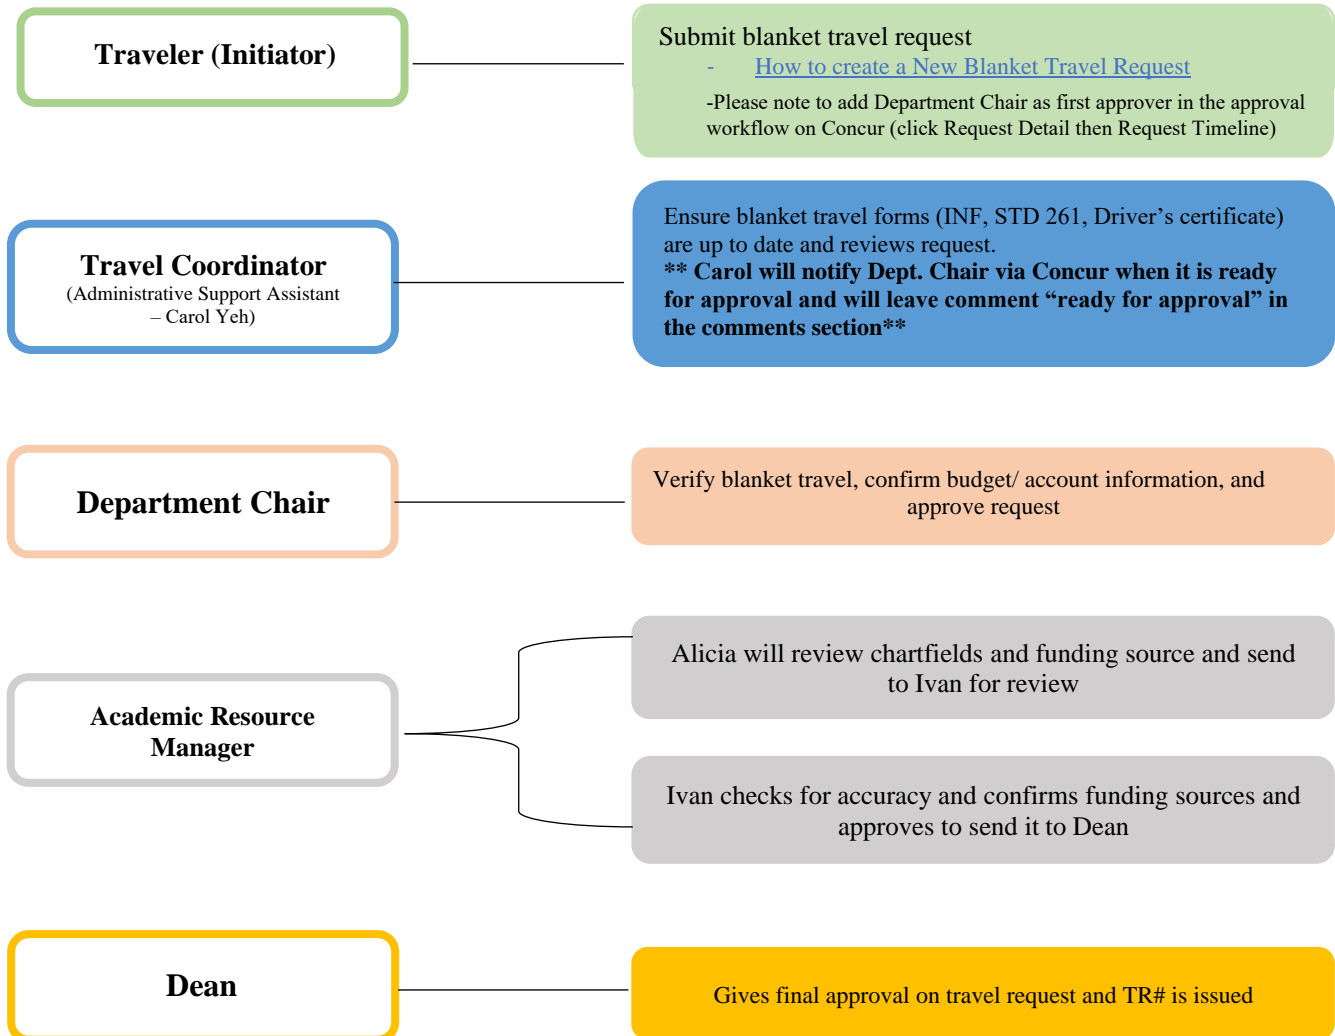 Traveler (Initiator)
Submit blanket travel request
- How to create a New Blanket Travel Request
-Please note to add Department Chair as first approver in the approval
workflow on Concur (click Request Detail then Request Timeline)
Travel Coordinator
(Administrative Support Assistant
– Carol Yeh)
Ensure blanket travel forms (INF, STD 261, Driver’s certificate)
are up to date and reviews request.
** Carol will notify Dept. Chair via Concur when it is ready
for approval and will leave comment “ready for approval” in
the comments section**
Department Chair
Verify blanket travel, confirm budget/ account information, and
approve request
Academic Resource
Manager
Alicia will review chartfields and funding source and send
to Ivan for review
Ivan checks for accuracy and confirms funding sources and
approves to send it to Dean
Dean
Gives final approval on travel request and TR# is issued